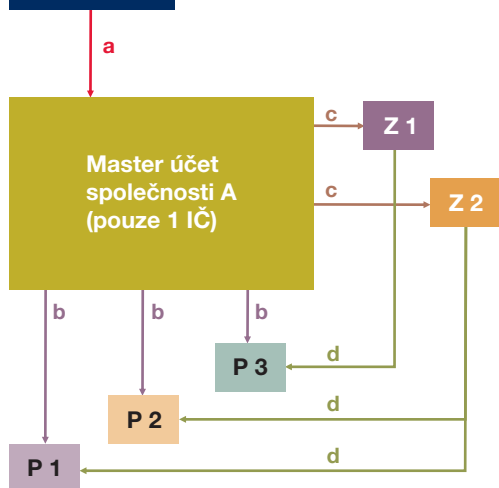 a
c
Z 1
Master účet
společnosti A
(pouze 1 IČ)
c
Z 2
b
b
b
d
P 3
d
P 2
d
P 1